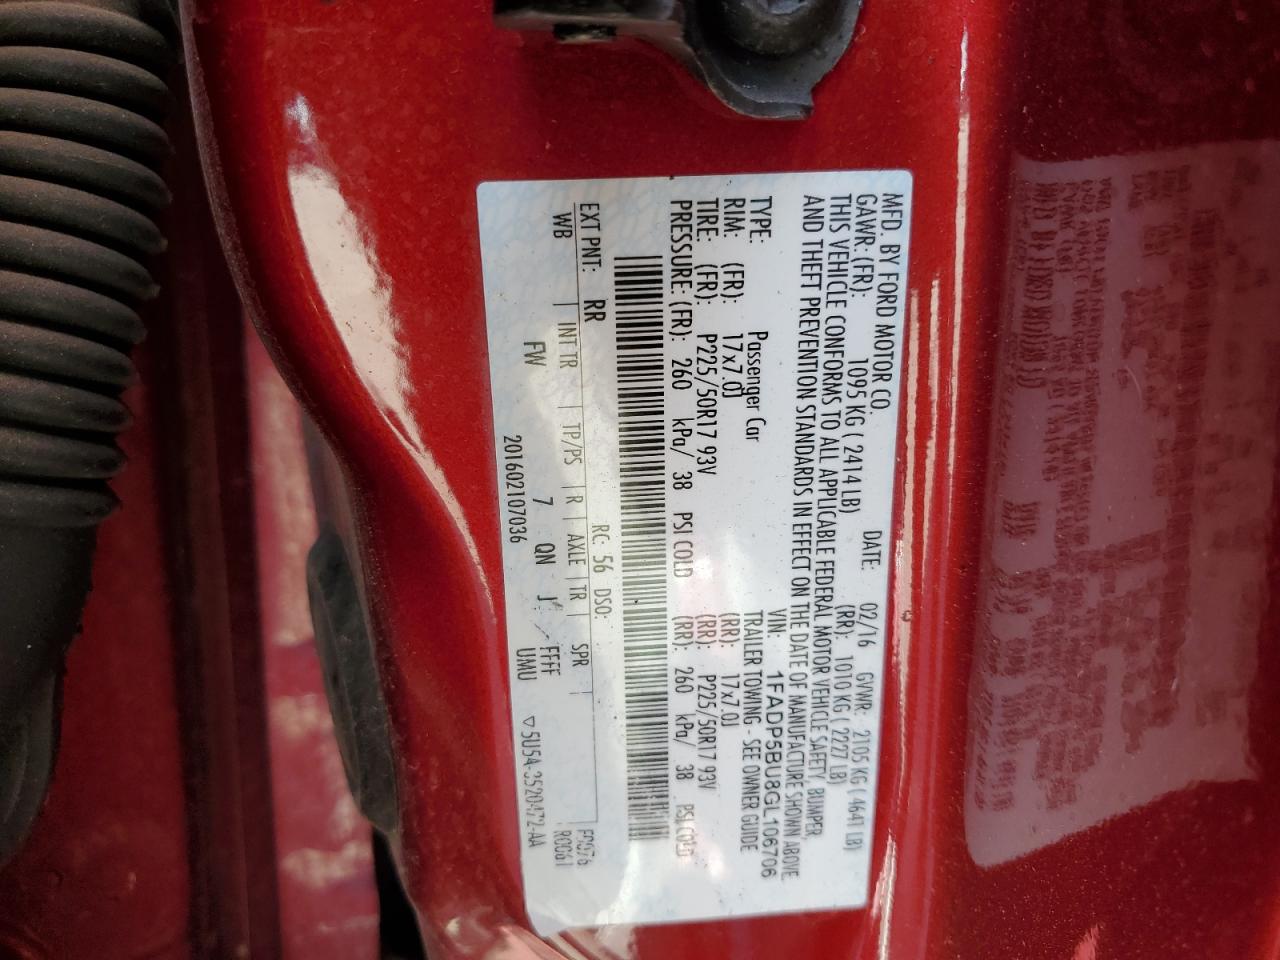 MFD. BY FORD MOTOR CO. DATE: 02/16 GVWR: 2105 KG ( 4641 LB)
GAWR: (FR): 1095 KG ( 2414 LB) (RR): 1010 KG ( 2227 LB)
THIS VEHICLE CONFORMS TO ALL APPLICABLE FEDERAL MOTOR VEHICLE SAFETY, BUMPER,
AND THEFT PREVENTION STANDARDS IN EFFECT ON THE DATE OF MANUFACTURE SHOWN ABOVE.
VIN: 1FADP5BU8GL106706
TYPE: Passenger Car TRAILER TOWING - SEE OWNER GUIDE
RIM: (FR): 17x7.0J (RR): 17x7.0J
TIRE: (FR): P225/50R17 93V (RR): P225/50R17 93V
PRESSURE: (FR): 260 kPa/ 38 PSI COLD (RR): 260 kPa/ 38 PSI COLD
EXT PNT: RR RC: 56 DSO:
WB INT TR TP/PS R AXLE TR SPR
FW 7 QN J FFFF
UMU
201602107036 ▽5U54-3520472-AA